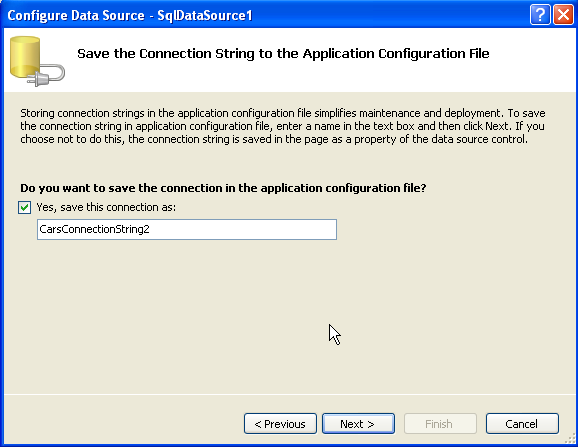 Configure Data Source - SqlDataSource1
Save the Connection String to the Application Configuration File
Storing connection strings in the application configuration file simplifies maintenance and deployment. To save
the connection string in application configuration file, enter a name in the text box and then click Next. If you
choose not to do this, the connection string is saved in the page as a property of the data source control.
Do you want to save the connection in the application configuration file?
Yes, save this connection as:
CarsConnectionString2
< Previous
Next >
Finish
Cancel